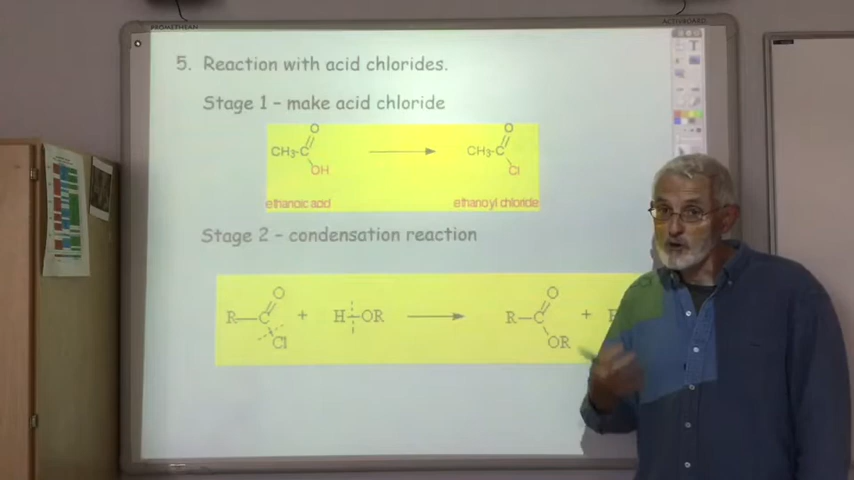 PROMETHEAN
ACTIVBOARD
5. Reaction with acid chlorides.
Stage 1 – make acid chloride
O
CH3-C
OH
O
CH3-C
Cl
ethanoic acid
ethanoyl chloride
Stage 2 – condensation reaction
O
R—C + H—OR
Cl
O
R—C +
OR